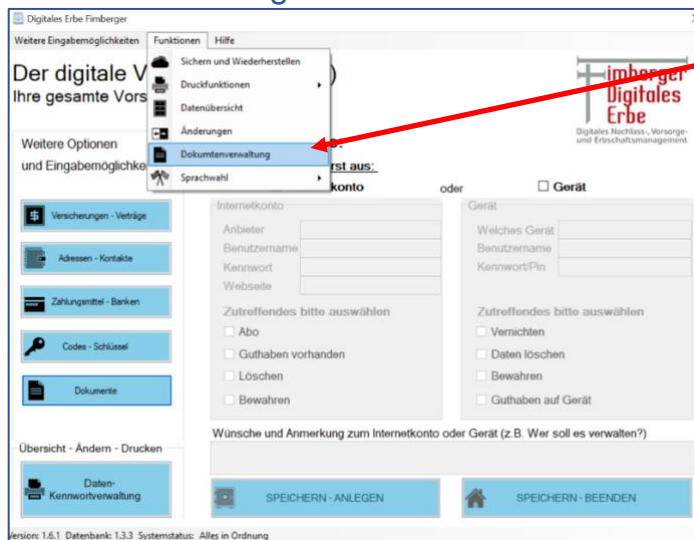 Digitales Erbe Fimberger
Weitere Eingabemöglichkeiten Funktionen Hilfe
Sichern und Wiederherstellen
Druckfunktionen
Datenübersicht
Änderungen
Dokumtenverwaltung
Sprachwahl
Der digitale V
Ihre gesamte Vors
imberger
Digitales
Erbe
Digitales Nachlass-, Vorsorge-
und Erbschaftsmanagement
Weitere Optionen
und Eingabemöglichke
rst aus:
konto oder Gerät
Versicherungen - Verträge
Adressen - Kontakte
Zahlungsmittel - Banken
Codes - Schlüssel
Dokumente
Internetkonto
Anbieter
Benutzername
Kennwort
Webseite
Zutreffendes bitte auswählen
Abo
Guthaben vorhanden
Löschen
Bewahren
Gerät
Welches Gerät
Benutzername
Kennwort/Pin
Zutreffendes bitte auswählen
Vernichten
Daten löschen
Bewahren
Guthaben auf Gerät
Wünsche und Anmerkung zum Internetkonto oder Gerät (z.B. Wer soll es verwalten?)
Übersicht - Ändern - Drucken
Daten-
Kennwortverwaltung
SPEICHERN - ANLEGEN
SPEICHERN - BEENDEN
Version: 1.6.1 Datenbank: 1.3.3 Systemstatus: Alles in Ordnung